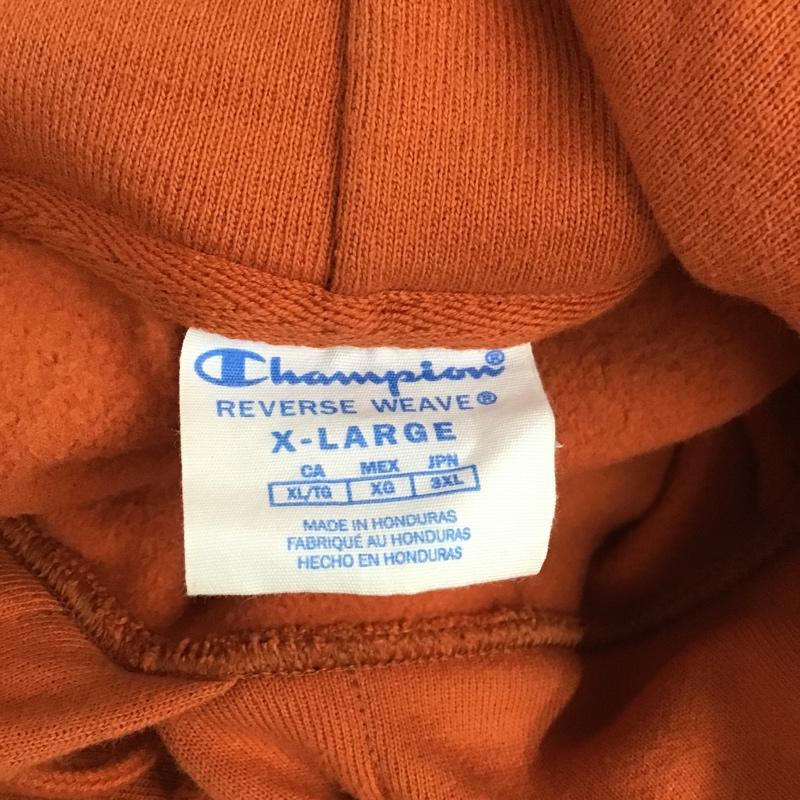 Champion®
REVERSE WEAVE®
X-LARGE
CA MEX JPN
XL/TG XG 3XL
MADE IN HONDURAS
FABRIQUÉ AU HONDURAS
HECHO EN HONDURAS